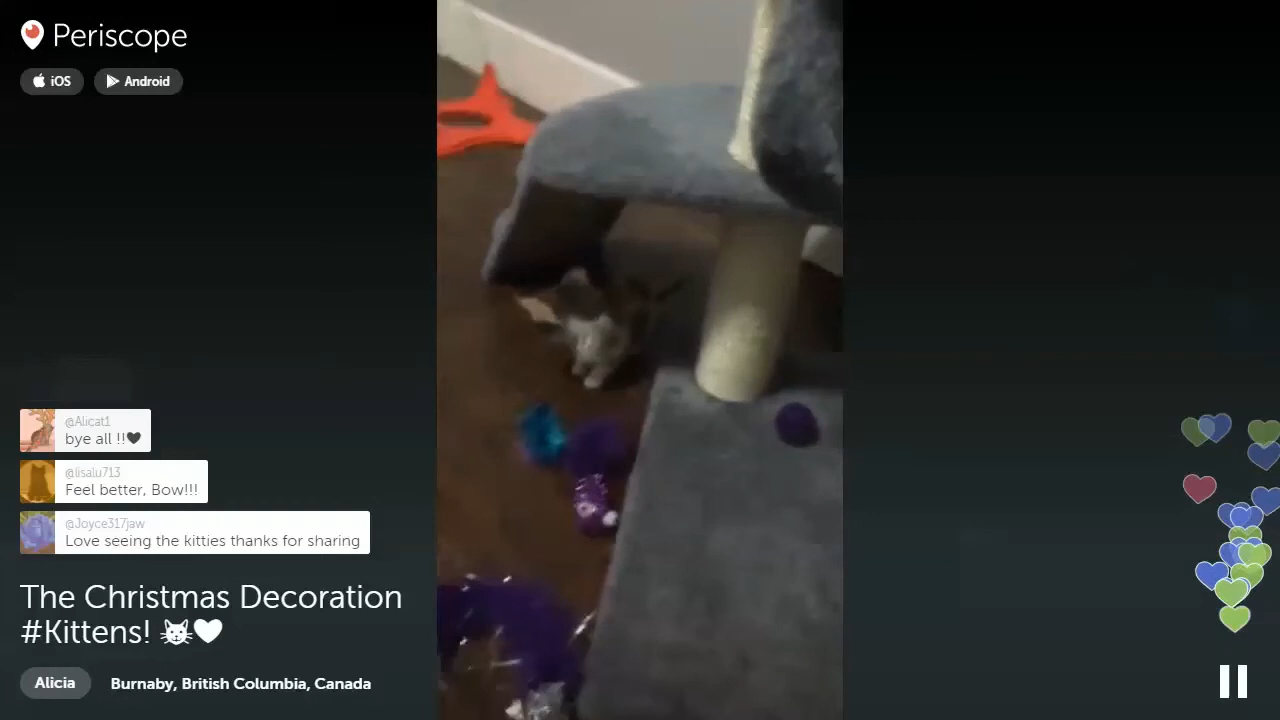 Periscope
iOS
Android
@Alicat1
bye all !!🖤
@lisalu713
Feel better, Bow!!!
@Joyce317jaw
Love seeing the kitties thanks for sharing
The Christmas Decoration
#Kittens! 🐱🤍
Alicia
Burnaby, British Columbia, Canada